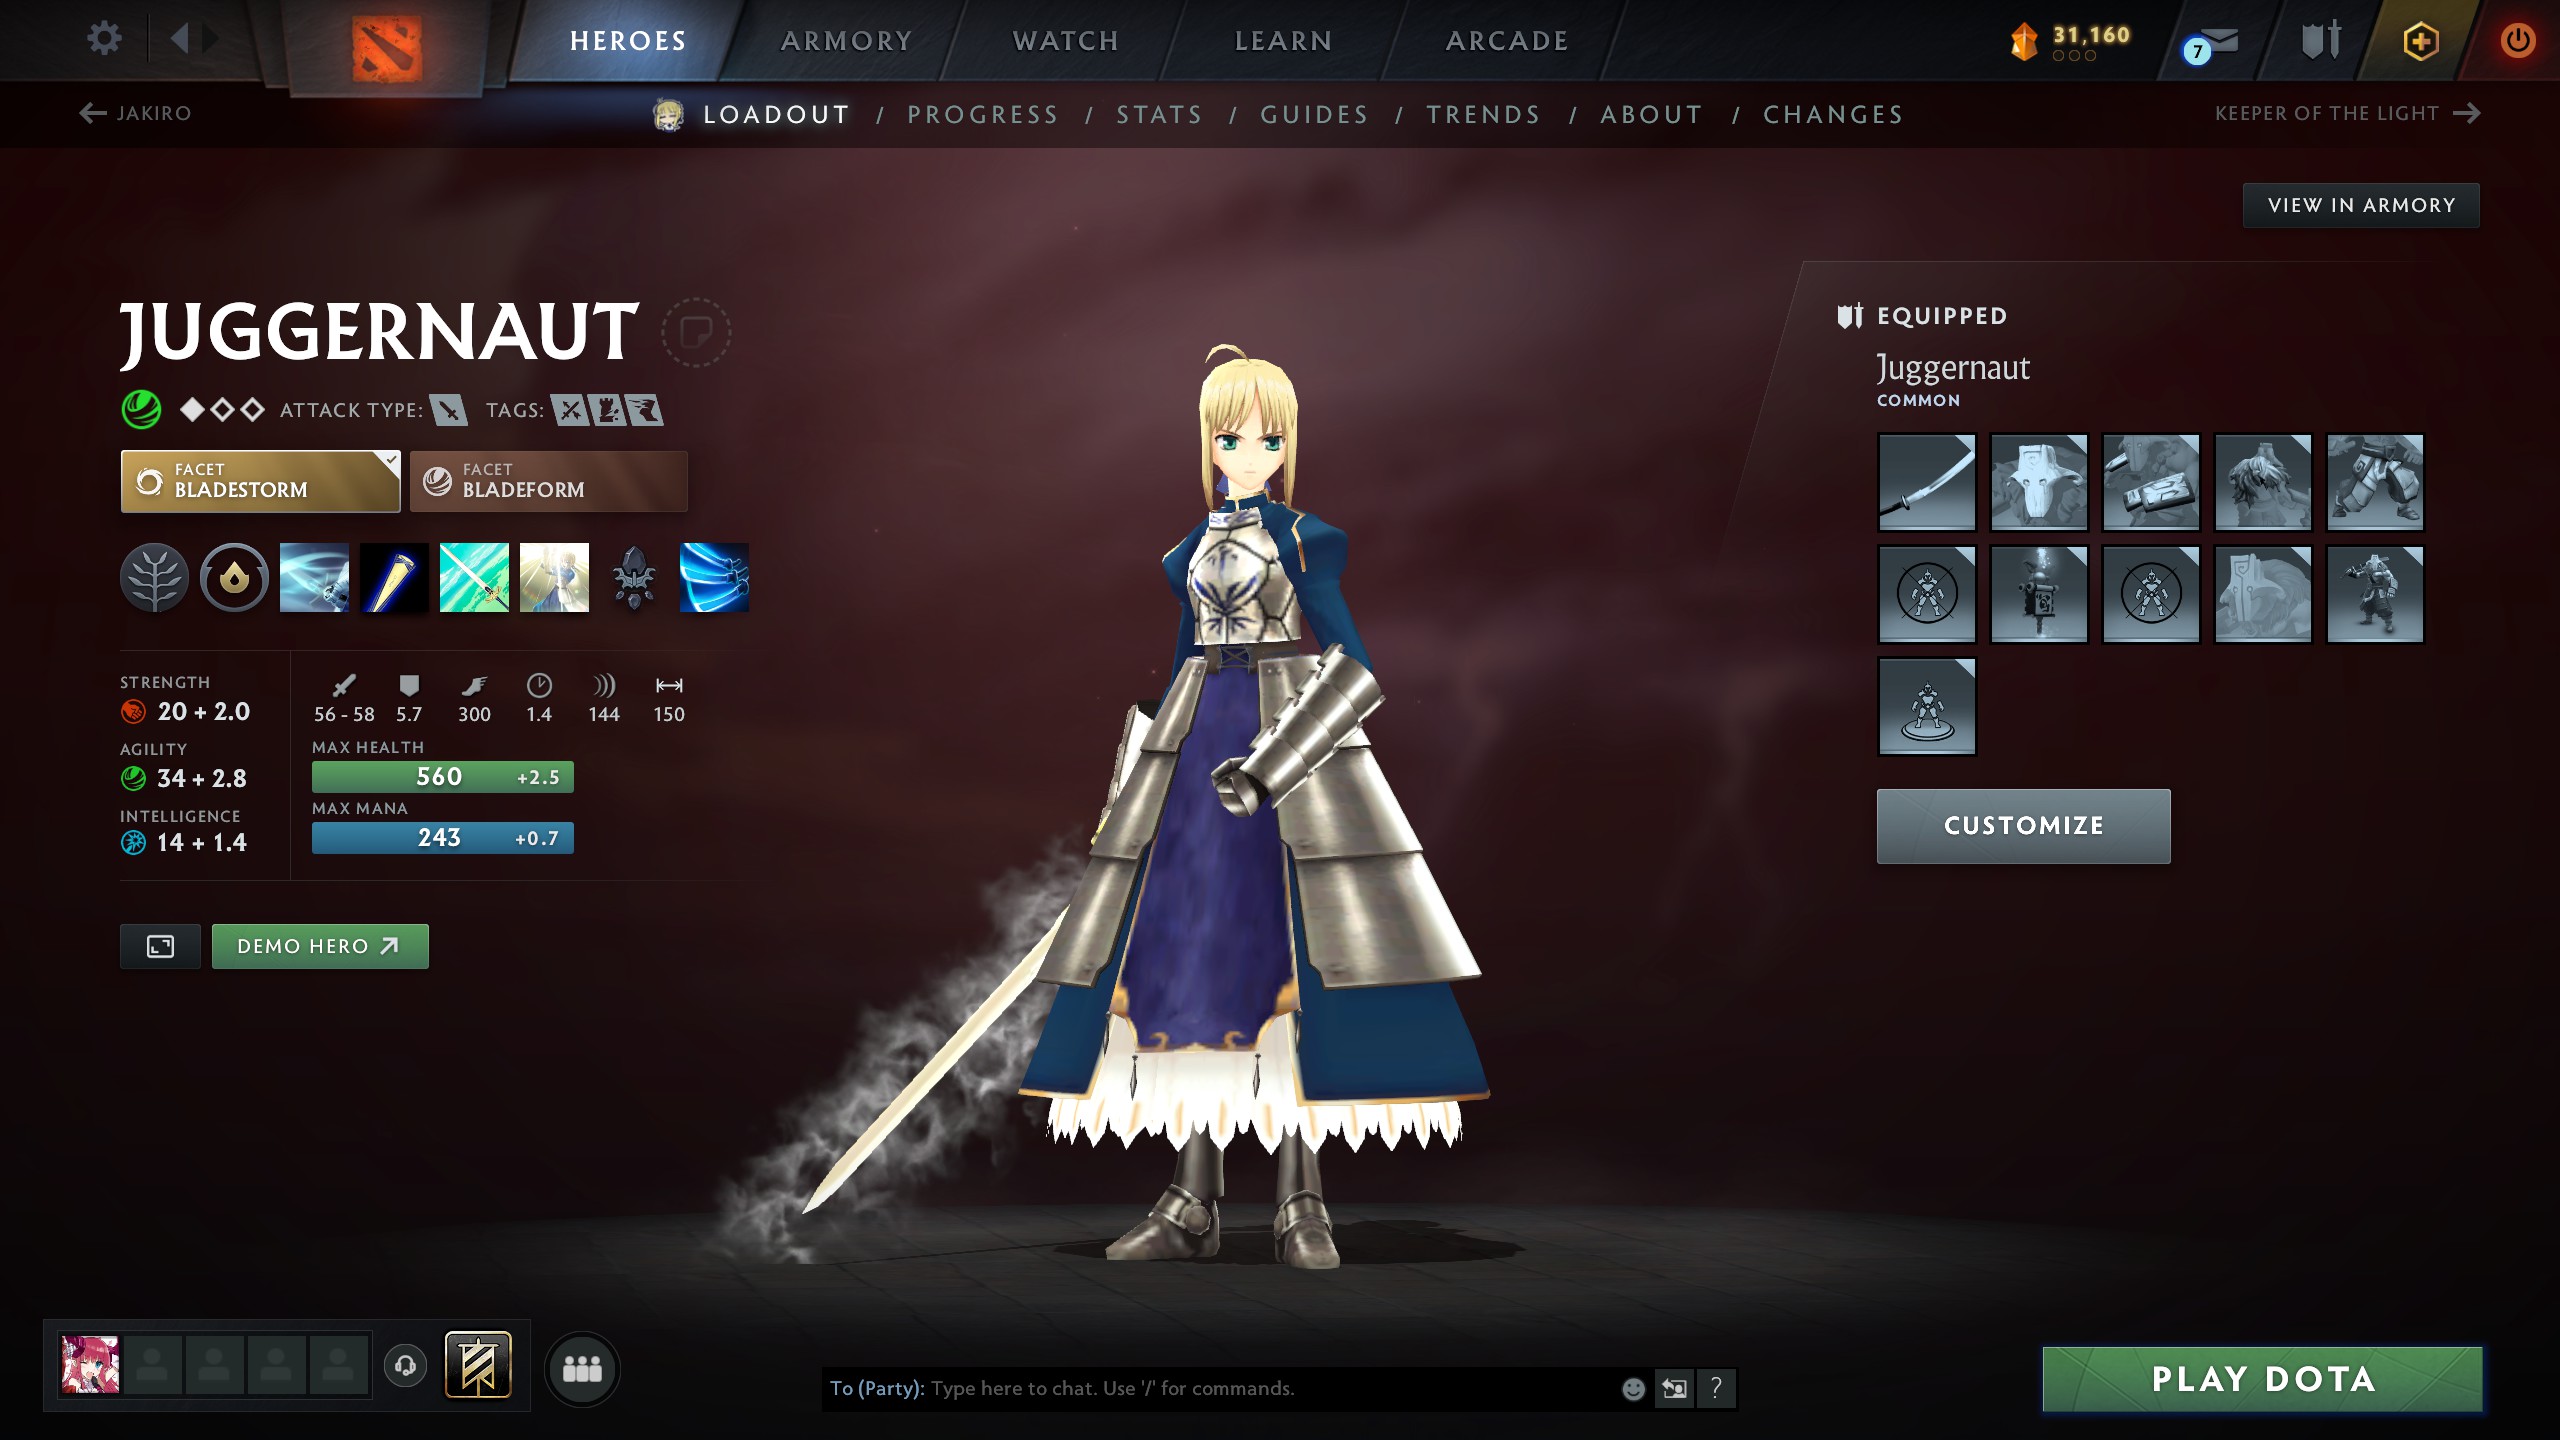 HEROES
ARMORY
WATCH
LEARN
ARCADE
31,160
7
JAKIRO
LOADOUT / PROGRESS / STATS / GUIDES / TRENDS / ABOUT / CHANGES
KEEPER OF THE LIGHT
VIEW IN ARMORY
JUGGERNAUT
ATTACK TYPE:
TAGS:
FACET
BLADESTORM
FACET
BLADEFORM
STRENGTH
20 + 2.0
AGILITY
34 + 2.8
INTELLIGENCE
14 + 1.4
56 - 58 5.7 300 1.4 144 150
MAX HEALTH
560 +2.5
MAX MANA
243 +0.7
DEMO HERO
EQUIPPED
Juggernaut
COMMON
CUSTOMIZE
To (Party): Type here to chat. Use '/' for commands.
?
PLAY DOTA